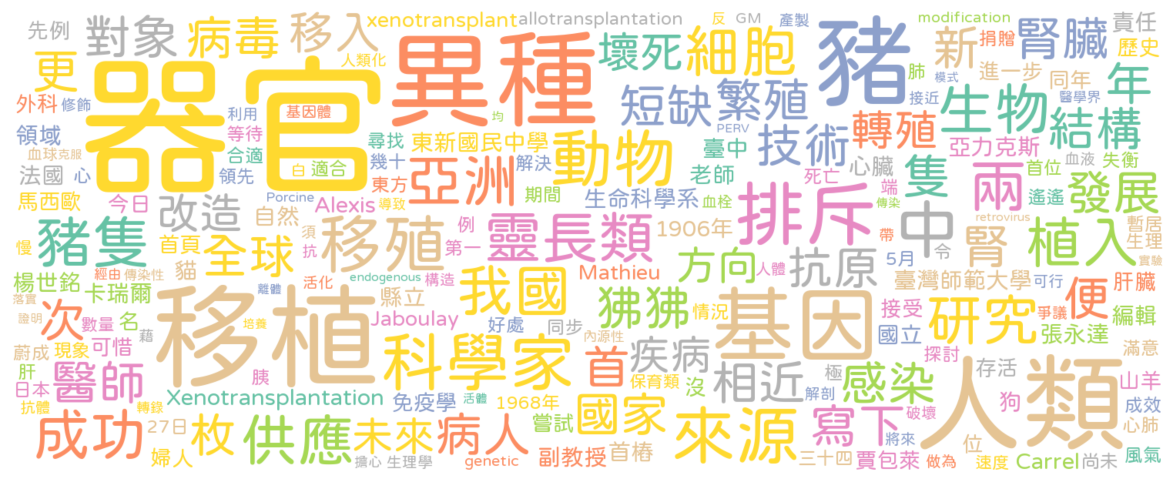 先例
對象
病毒
移入
xenotransplant
allotransplantation
反
GM
產製
modification
責任
更
器官
人類化
異種
壞死
細胞
豬
肺
新
捐贈
腎臟
歷史
進一步
同年
模式
醫學界
年
外科
修飾
利用
基因體
均
短缺
繁殖
接近
生物
結構
領域
等待
尋找
東新國民中學
動物
PERV
技術
轉殖
血球
克服
合適
白
適合
幾十
解決
臺中
亞力克斯
首位
血液
失衡
法國
心
領先
東方
亞洲
老師
死亡
心臟
隻
兩
遙遙
發展
馬西歐
今日
改造
自然
Porcine
導致
Alexis
期間
生命科學系
血栓
端
傳染
排斥
中
retrovirus
暫居
生理
慢
豬隻
首頁
全球
須
抗
移殖
例
第一
靈長類
1906年
帶
令
腎
植入
實驗
楊世銘
經由
傳染性
貓
活化
endogenous
構造
Mathieu
方向
人體
抗原
5月
臺灣師範大學
可行
肝臟
落實
卡瑞爾
離體
縣立
我國
狒狒
情況
接受
爭議
便
編輯
證明
次
數量
名
藉
移植
Jaboulay
好處
同步
內源性
基因
國立
研究
張永達
蔚成
現象
可惜
培養
科學家
首
疾病
保育類
沒
相近
極
探討
存活
滿意
肝
日本
醫師
胰
Xenotransplantation
免疫學
活體
1968年
解剖
感染
狗
人類
山羊
抗體
轉錄
成功
27日
枚
供應
未來
病人
嘗試
國家
來源
寫下
破壞
將來
位
成效
心肺
婦人
擔心
生理學
genetic
副教授
首樁
三十四
賈包萊
做為
速度
Carrel
尚未
風氣